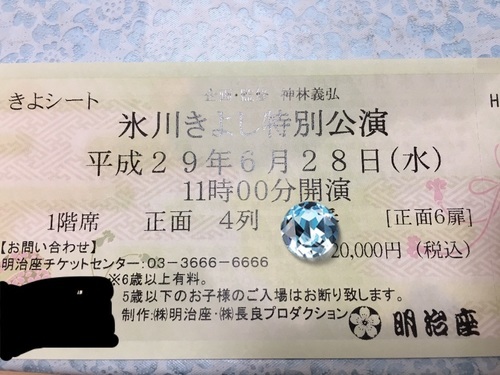 きよシート
神林義弘
氷川きよし特別公演
平成29年6月28日(水)
11時00分開演
1階席 正面 4列 [正面6扉]
20,000円(税込)
【お問い合わせ】
明治座チケットセンター:03-3666-6666
※6歳以上有料。
5歳以下のお子様のご入場はお断り致します。
制作:㈱明治座・㈱長良プロダクション
明治座
H